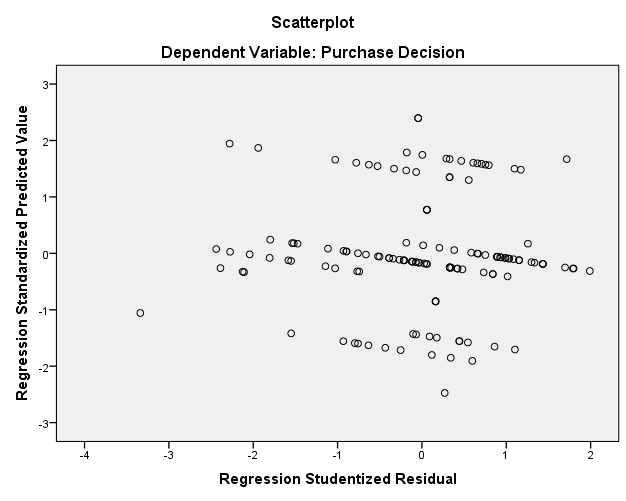 Scatterplot
Dependent Variable: Purchase Decision
Regression Standardized Predicted Value
3
2
1
0
-1
-2
-3
-4 -3 -2 -1 0 1 2
Regression Studentized Residual